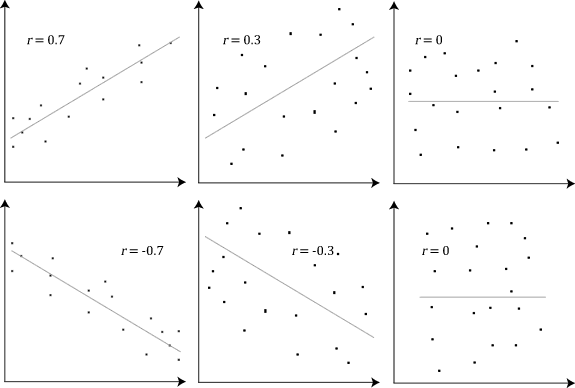 r = 0.7
r = 0.3
r = 0
r = -0.7
r = -0.3
r = 0